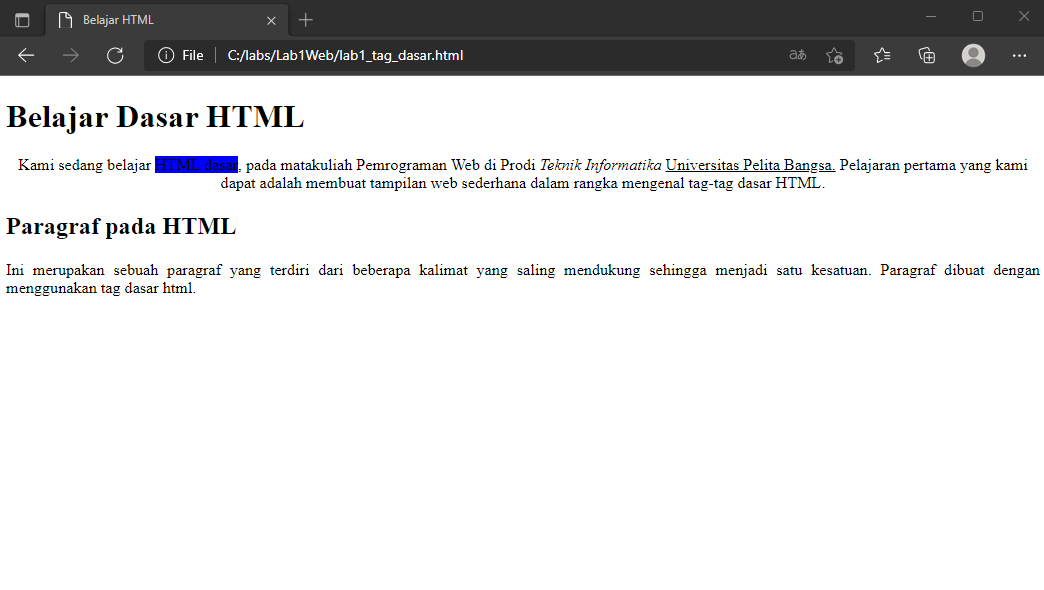 Belajar HTML
File
C:/labs/Lab1Web/lab1_tag_dasar.html
aあ
Belajar Dasar HTML
Kami sedang belajar HTML dasar, pada matakuliah Pemrograman Web di Prodi Teknik Informatika Universitas Pelita Bangsa. Pelajaran pertama yang kami
dapat adalah membuat tampilan web sederhana dalam rangka mengenal tag-tag dasar HTML.
Paragraf pada HTML
Ini merupakan sebuah paragraf yang terdiri dari beberapa kalimat yang saling mendukung sehingga menjadi satu kesatuan. Paragraf dibuat dengan
menggunakan tag dasar html.